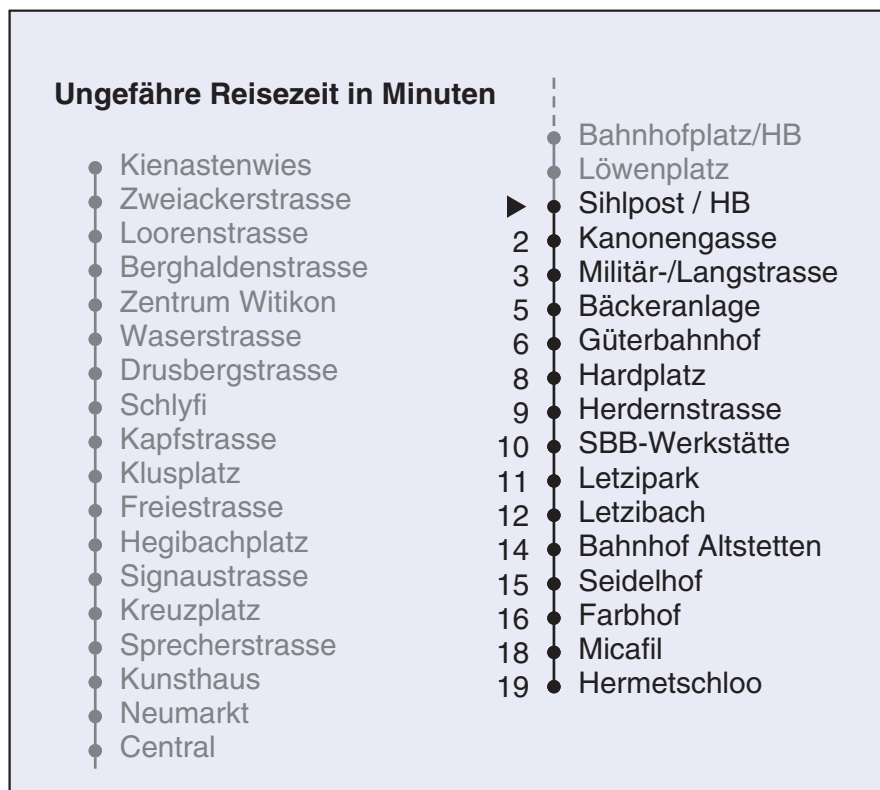 Ungefähre Reisezeit in Minuten
Kienastenwies
Zweiackerstrasse
Loorenstrasse
Berghaldenstrasse
Zentrum Witikon
Waserstrasse
Drusbergstrasse
Schlyfi
Kapfstrasse
Klusplatz
Freiestrasse
Hegibachplatz
Signaustrasse
Kreuzplatz
Sprecherstrasse
Kunsthaus
Neumarkt
Central
Bahnhofplatz/HB
Löwenplatz
Sihlpost / HB
2 Kanonengasse
3 Militär-/Langstrasse
5 Bäckeranlage
6 Güterbahnhof
8 Hardplatz
9 Herdernstrasse
10 SBB-Werkstätte
11 Letzipark
12 Letzibach
14 Bahnhof Altstetten
15 Seidelhof
16 Farbhof
18 Micafil
19 Hermetschloo